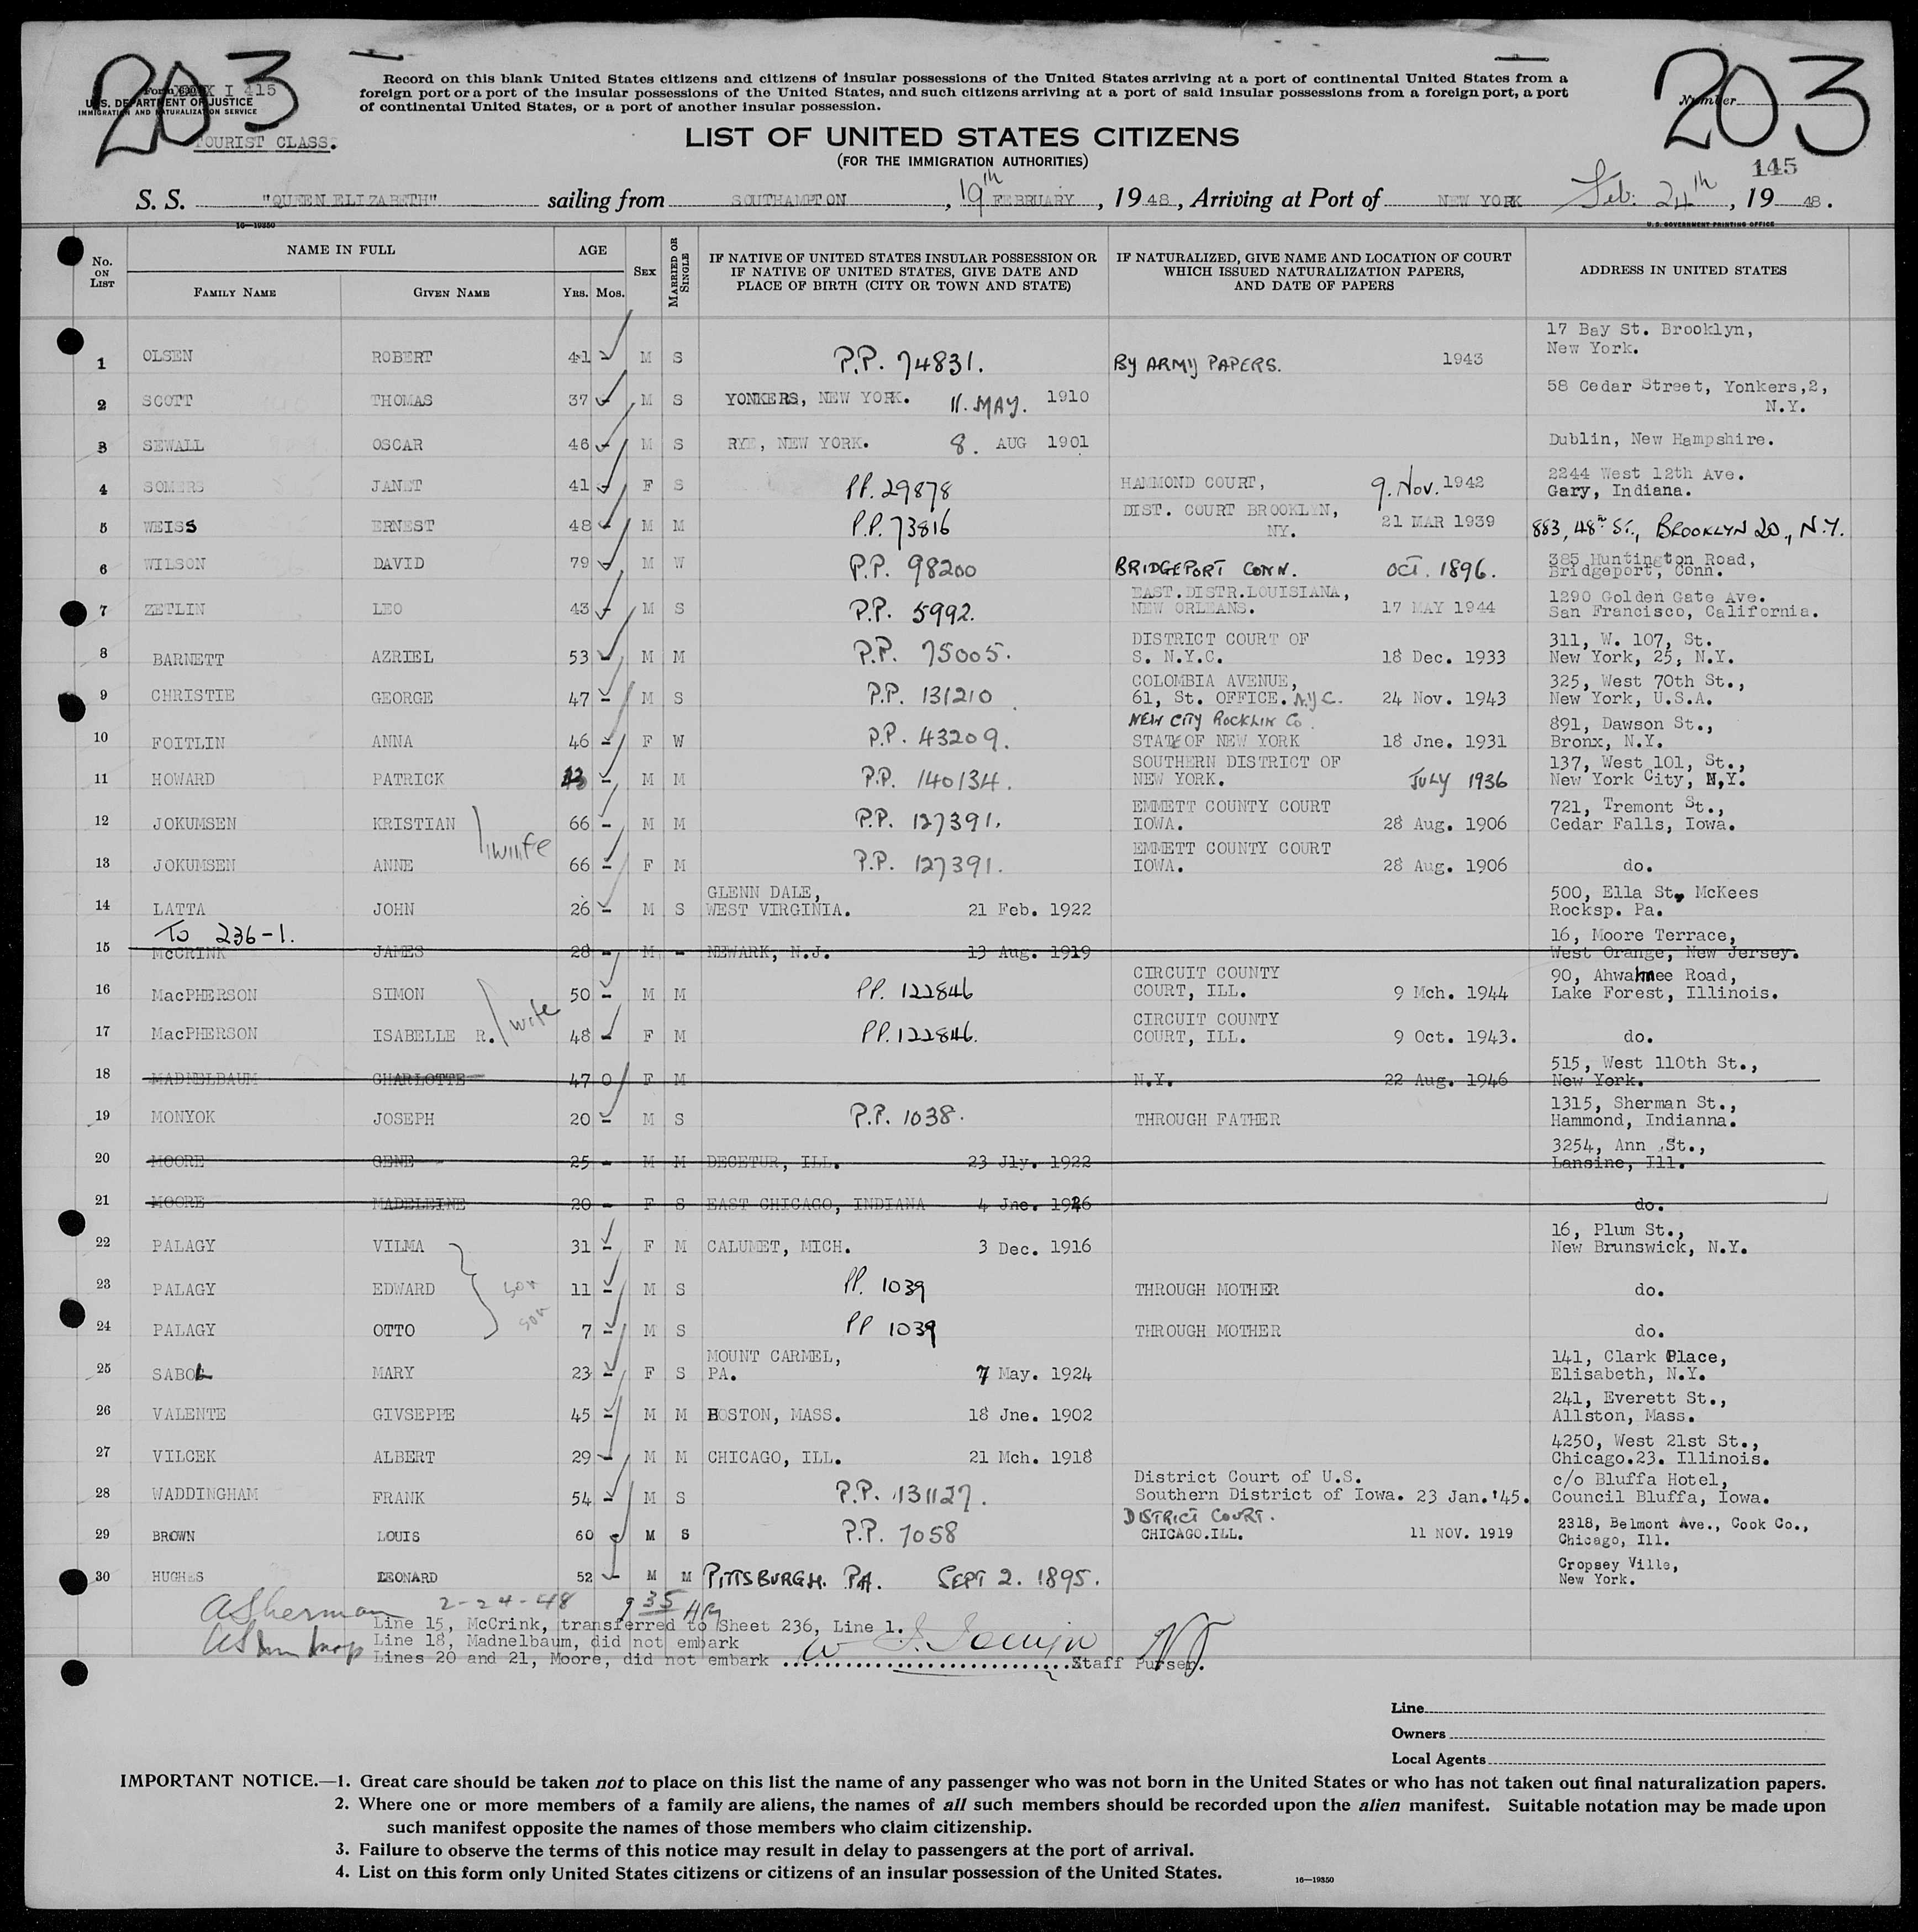 203
203
Record on this blank United States citizens and citizens of insular possessions of the United States arriving at a port of continental United States from a
foreign port or a port of the insular possessions of the United States, and such citizens arriving at a port of said insular possessions from a foreign port, a port
of continental United States, or a port of another insular possession.
I 415
U. S. DEPARTMENT OF JUSTICE
IMMIGRATION AND NATURALIZATION SERVICE
Number
TOURIST CLASS.
LIST OF UNITED STATES CITIZENS
(FOR THE IMMIGRATION AUTHORITIES)
145
S. S. "QUEEN ELIZABETH" sailing from SOUTHAMPTON, 19th FEBRUARY, 1948, Arriving at Port of NEW YORK Feb: 24th, 1948.
16—19350
U. S. GOVERNMENT PRINTING OFFICE
No. ON LIST
NAME IN FULL
FAMILY NAME GIVEN NAME
AGE
YRS. MOS.
SEX
MARRIED OR SINGLE
IF NATIVE OF UNITED STATES INSULAR POSSESSION OR
IF NATIVE OF UNITED STATES, GIVE DATE AND
PLACE OF BIRTH (CITY OR TOWN AND STATE)
IF NATURALIZED, GIVE NAME AND LOCATION OF COURT
WHICH ISSUED NATURALIZATION PAPERS,
AND DATE OF PAPERS
ADDRESS IN UNITED STATES
17 Bay St. Brooklyn,
1 OLSEN ROBERT 41 M S P.P. 74831. BY ARMY PAPERS. 1943 New York.
58 Cedar Street, Yonkers,2,
2 SCOTT THOMAS 37 M S YONKERS, NEW YORK. 11. MAY. 1910 N.Y.
3 SEWALL OSCAR 46 M S RYE, NEW YORK. 8. AUG 1901 Dublin, New Hampshire.
2244 West 12th Ave.
4 SOMERS JANET 41 F S PP. 29878 HAMMOND COURT, 9. Nov. 1942 Gary, Indiana.
DIST. COURT BROOKLYN,
5 WEISS ERNEST 48 M M P.P. 73816 NY. 21 MAR 1939 883, 48th St., BROOKLYN 20., N.Y.
385 Huntington Road,
6 WILSON DAVID 79 M W P.P. 98200 BRIDGEPORT CONN. OCT. 1896. Bridgeport, Conn.
EAST.DISTR.LOUISIANA, 1290 Golden Gate Ave.
7 ZETLIN LEO 43 M S P.P. 5992. NEW ORLEANS. 17 MAY 1944 San Francisco, California.
DISTRICT COURT OF 311, W. 107, St.
8 BARNETT AZRIEL 53 M M P.P. 75005. S. N.Y.C. 18 Dec. 1933 New York, 25, N.Y.
COLOMBIA AVENUE, 325, West 70th St.,
9 CHRISTIE GEORGE 47 - M S P.P. 131210 61, St. OFFICE. N.Y.C. 24 Nov. 1943 New York, U.S.A.
NEW CITY ROCKLIN CO. 891, Dawson St.,
10 FOITLIN ANNA 46 - F W P.P. 43209. STATE OF NEW YORK 18 Jne. 1931 Bronx, N.Y.
SOUTHERN DISTRICT OF 137, West 101, St.,
11 HOWARD PATRICK - M M P.P. 140134. NEW YORK. JULY 1936 New York City, N,Y.
EMMETT COUNTY COURT 721, Tremont St.,
12 JOKUMSEN KRISTIAN 66 - M M P.P. 127391. IOWA. 28 Aug. 1906 Cedar Falls, Iowa.
wife
EMMETT COUNTY COURT
13 JOKUMSEN ANNE 66 - F M P.P. 127391. IOWA. 28 Aug. 1906 do.
GLENN DALE, 500, Ella St., McKees
14 LATTA JOHN 26 - M S WEST VIRGINIA. 21 Feb. 1922 Rocksp. Pa.
To 236-1. 16, Moore Terrace,
15 McCRINK JAMES 28 - M - NEWARK, N.J. 13 Aug. 1919 West Orange, New Jersey.
CIRCUIT COUNTY 90, Ahwahnee Road,
16 MacPHERSON SIMON 50 - M M PP. 122846 COURT, ILL. 9 Mch. 1944 Lake Forest, Illinois.
wife
CIRCUIT COUNTY
17 MacPHERSON ISABELLE R. 48 - F M PP. 122846. COURT, ILL. 9 Oct. 1943. do.
515, West 110th St.,
18 MADNELBAUM CHARLOTTE 47 0 F M N.Y. 22 Aug. 1946 New York.
1315, Sherman St.,
19 MONYOK JOSEPH 20 - M S P.P. 1038. THROUGH FATHER Hammond, Indianna.
3254, Ann St.,
20 MOORE GENE 25 - M M DECETUR, ILL. 23 Jly. 1922 Lansine, Ill.
21 MOORE MADELEINE 20 - F S EAST CHICAGO, INDIANA 4 Jne. 1926 do.
16, Plum St.,
22 PALAGY VILMA 31 - F M CALUMET, MICH. 3 Dec. 1916 New Brunswick, N.Y.
23 PALAGY EDWARD son 11 - M S PP. 1039 THROUGH MOTHER do.
24 PALAGY OTTO son 7 - M S PP 1039 THROUGH MOTHER do.
MOUNT CARMEL, 141, Clark Place,
25 SABOL MARY 23 - F S PA. 7 May. 1924 Elisabeth, N.Y.
241, Everett St.,
26 VALENTE GIVSEPPE 45 - M M BOSTON, MASS. 18 Jne. 1902 Allston, Mass.
4250, West 21st St.,
27 VILCEK ALBERT 29 - M M CHICAGO, ILL. 21 Mch. 1918 Chicago.23. Illinois.
District Court of U.S. c/o Bluffa Hotel,
28 WADDINGHAM FRANK 54 - M S P.P. 131127. Southern District of Iowa. 23 Jan.'45. Council Bluffa, Iowa.
DISTRICT COURT. 2318, Belmont Ave., Cook Co.,
29 BROWN LOUIS 60 M S P.P. 7058 CHICAGO.ILL. 11 NOV. 1919 Chicago, Ill.
Cropsey Ville,
30 HUGHES LEONARD 52 M M PITTSBURGH. PA. SEPT 2. 1895. New York.
ASherman 2-24-48 9 35
Line 15, McCrink, transferred to Sheet 236, Line 1.
Line 18, Madnelbaum, did not embark
Lines 20 and 21, Moore, did not embark Staff Purser.
Line
Owners
Local Agents
IMPORTANT NOTICE.—1. Great care should be taken not to place on this list the name of any passenger who was not born in the United States or who has not taken out final naturalization papers.
2. Where one or more members of a family are aliens, the names of all such members should be recorded upon the alien manifest. Suitable notation may be made upon
such manifest opposite the names of those members who claim citizenship.
3. Failure to observe the terms of this notice may result in delay to passengers at the port of arrival.
4. List on this form only United States citizens or citizens of an insular possession of the United States.
16—19350